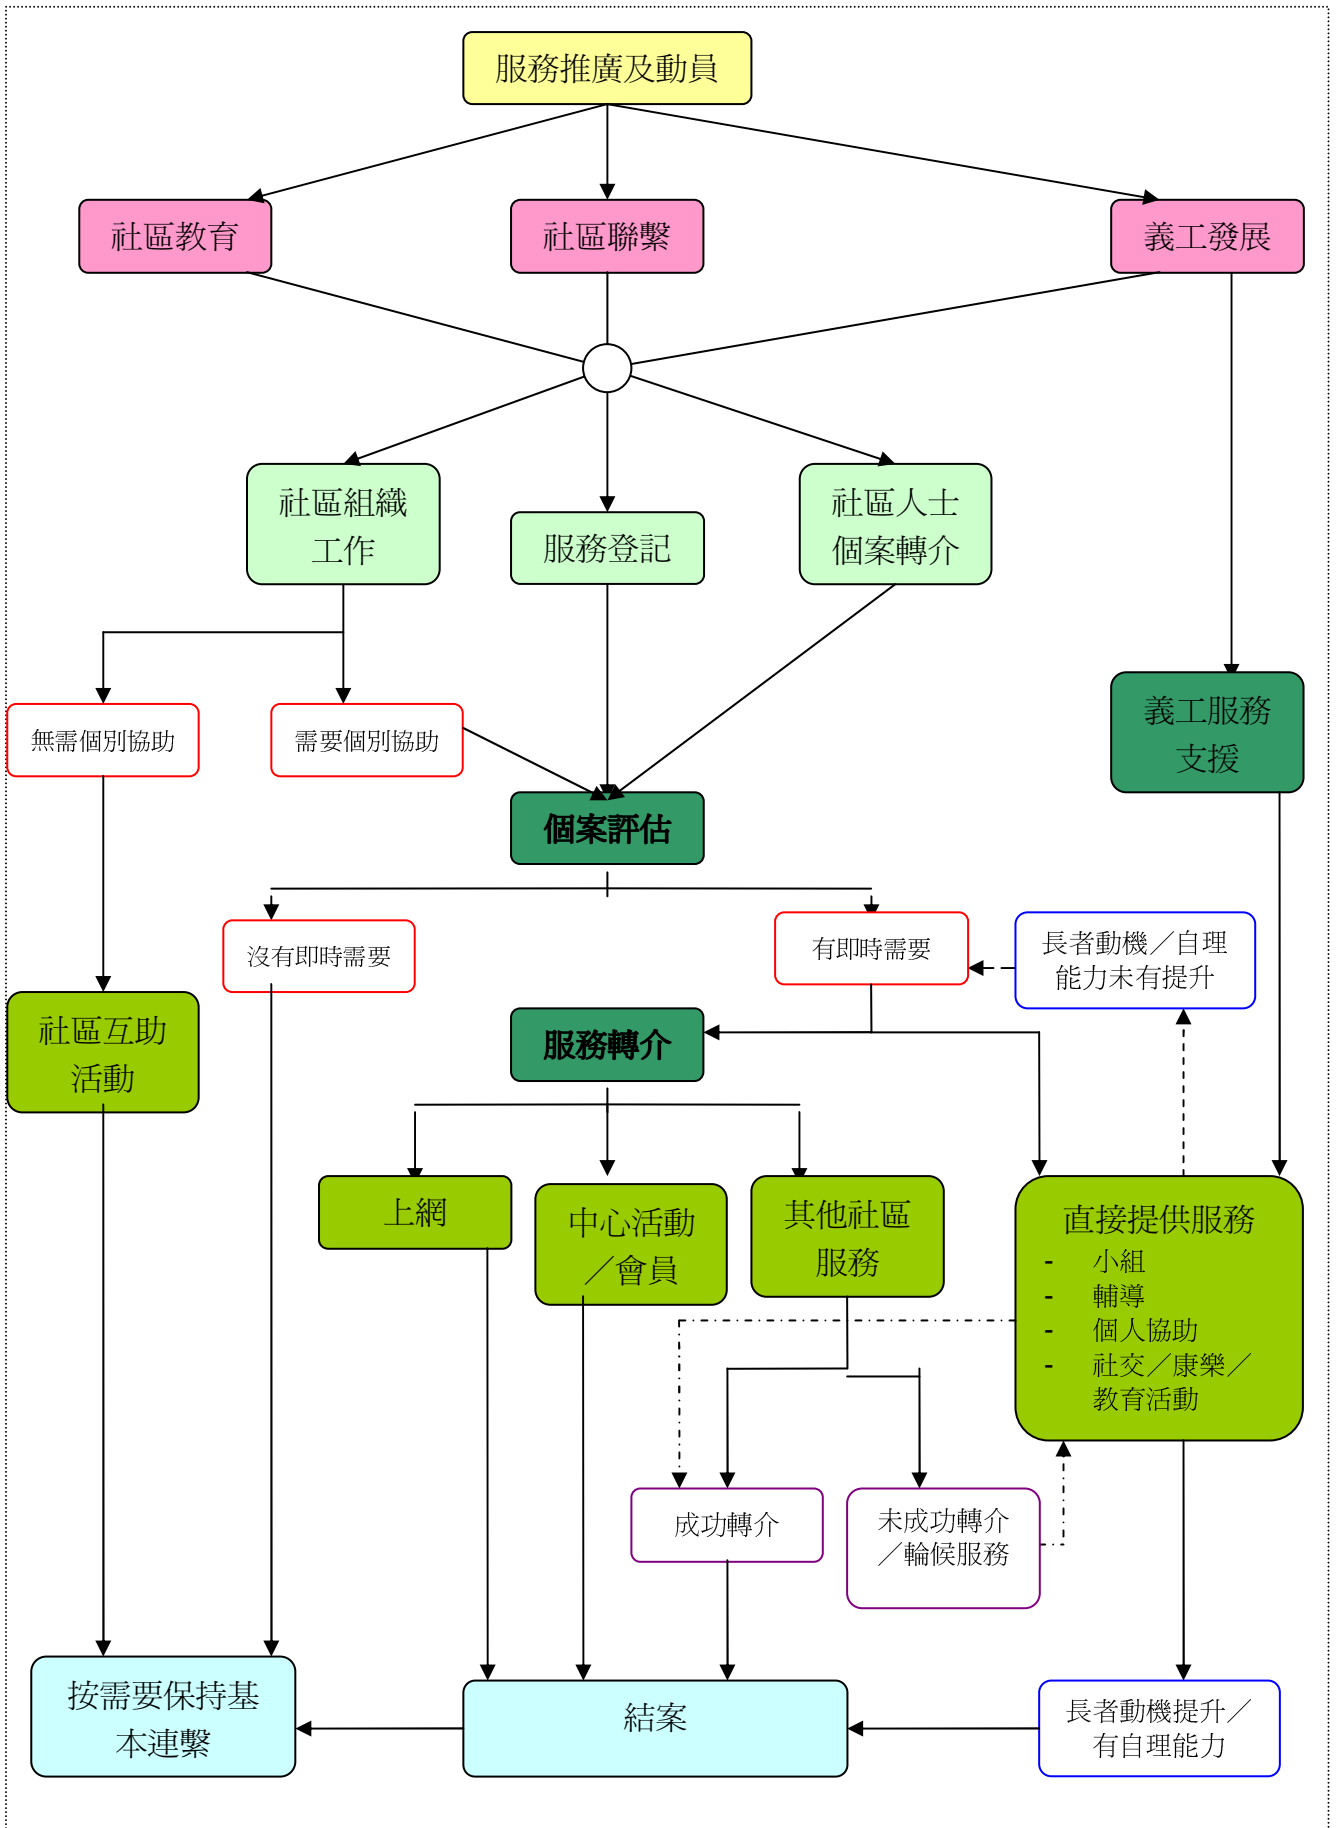 服務推廣及動員
社區教育
社區聯繫
義工發展
社區組織
工作
服務登記
社區人士
個案轉介
無需個別協助
需要個別協助
義工服務
支援
個案評估
沒有即時需要
有即時需要
長者動機／自理
能力未有提升
社區互助
活動
服務轉介
上網
中心活動
／會員
其他社區
服務
直接提供服務
- 小組
- 輔導
- 個人協助
- 社交／康樂／
教育活動
成功轉介
未成功轉介
／輪候服務
按需要保持基
本連繫
結案
長者動機提升／
有自理能力